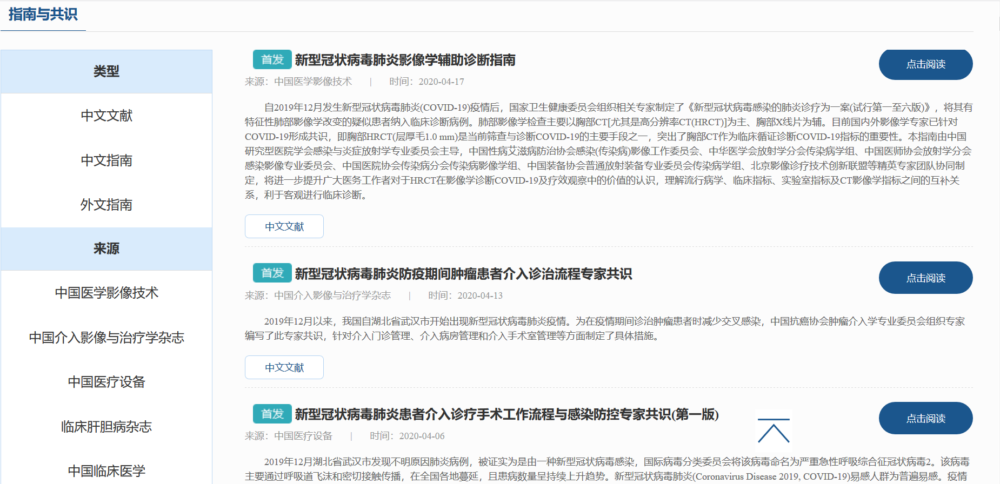 指南与共识
类型
中文文献
中文指南
外文指南
来源
中国医学影像技术
中国介入影像与治疗学杂志
中国医疗设备
临床肝胆病杂志
中国临床医学
首发 新型冠状病毒肺炎影像学辅助诊断指南
点击阅读
来源：中国医学影像技术 | 时间：2020-04-17
自2019年12月发生新型冠状病毒肺炎(COVID-19)疫情后，国家卫生健康委员会组织相关专家制定了《新型冠状病毒感染的肺炎诊疗为一案(试行第一至六版)》，将其有
特征性肺部影像学改变的疑似患者纳入临床诊断病例。肺部影像学检查主要以胸部CT[尤其是高分辨率CT(HRCT)]为主、胸部X线片为辅。目前国内外影像学专家已针对
COVID-19形成共识，即胸部HRCT(层厚毛1.0 mm)是当前筛查与诊断COVID-19的主要手段之一，突出了胸部CT作为临床循证诊断COVID-19指标的重要性。本指南由中国
研究型医院学会感染与炎症放射学专业委员会主导，中国性病艾滋病防治协会感染(传染病)影像工作委员会、中华医学会放射学分会传染病学组、中国医师协会放射学分会
感染影像专业委员会、中国医院协会传染病分会传染病影像学组、中国装备协会普通放射装备专业委员会传染病学组、北京影像诊疗技术创新联盟等精英专家团队协同制
定，将进一步提升广大医务工作者对于HRCT在影像学诊断COVID-19及疗效观察中的价值的认识，理解流行病学、临床指标、实验室指标及CT影像学指标之间的互补关
系，利于客观进行临床诊断。
中文文献
首发 新型冠状病毒肺炎防疫期间肿瘤患者介入诊治流程专家共识
点击阅读
来源：中国介入影像与治疗学杂志 | 时间：2020-04-13
2019年12月以来，我国自湖北省武汉市开始出现新型冠状病毒肺炎疫情。为在疫情期间诊治肿瘤患者时减少交叉感染，中国抗癌协会肿瘤介入学专业委员会组织专家
编写了此专家共识，针对介入门诊管理、介入病房管理和介入手术室管理等方面制定了具体措施。
中文文献
首发 新型冠状病毒肺炎患者介入诊疗手术工作流程与感染防控专家共识(第一版)
点击阅读
来源：中国医疗设备 | 时间：2020-04-06
2019年12月湖北省武汉市发现不明原因肺炎病例，被证实为是由一种新型冠状病毒感染，国际病毒分类委员会将该病毒命名为严重急性呼吸综合征冠状病毒2。该病毒
主要通过呼吸道飞沫和密切接触传播，在全国各地蔓延，且患病数量呈持续上升趋势。新型冠状病毒肺炎(Coronavirus Disease 2019, COVID-19)易感人群为普遍易感。疫情